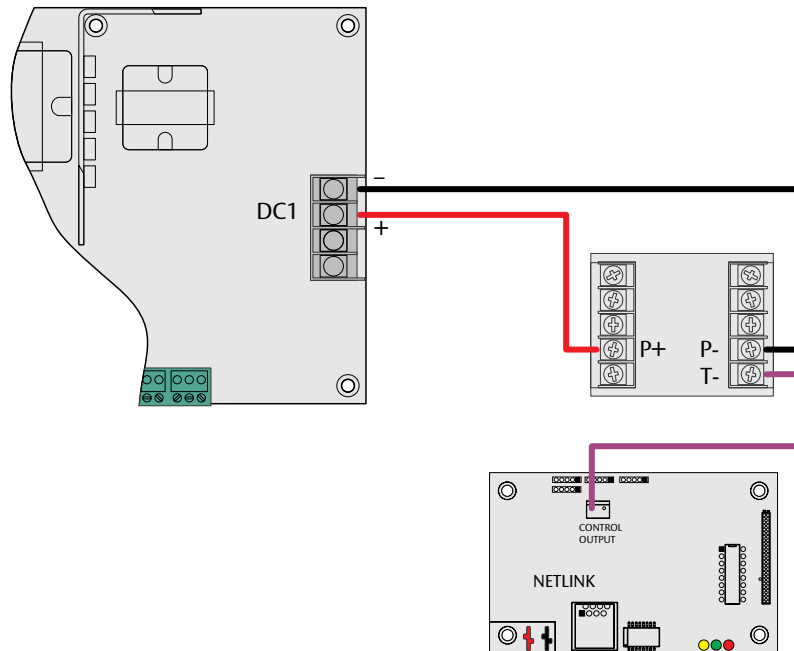 –
DC1
+
P+ P-
T-
CONTROL
OUTPUT
NETLINK